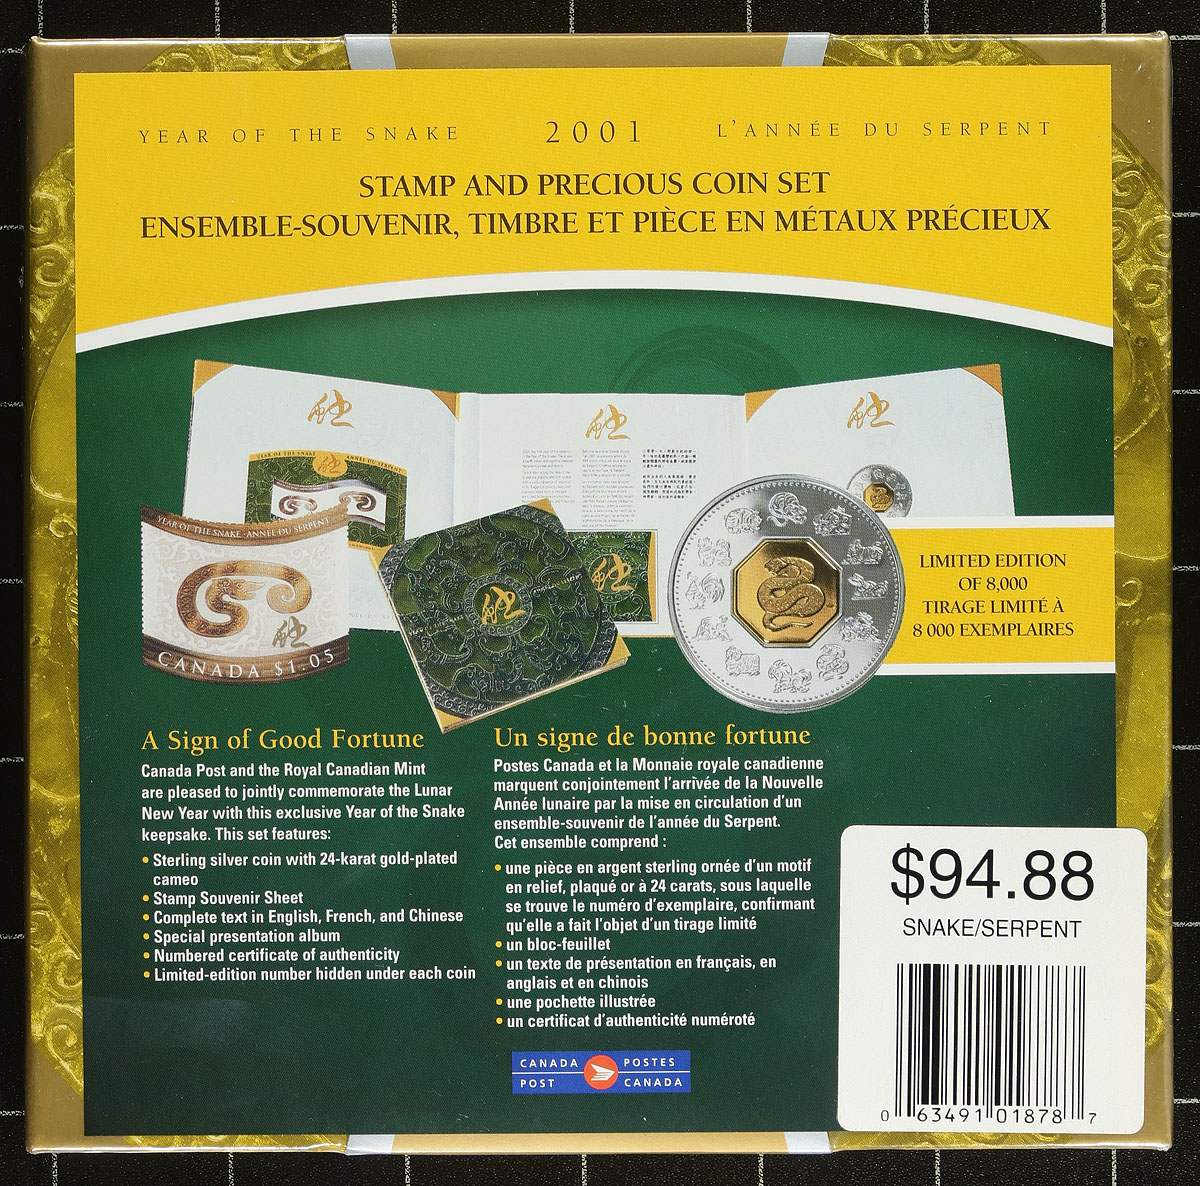 YEAR OF THE SNAKE 2001 L'ANNÉE DU SERPENT
STAMP AND PRECIOUS COIN SET
ENSEMBLE-SOUVENIR, TIMBRE ET PIÈCE EN MÉTAUX PRÉCIEUX
YEAR OF THE SNAKE ANNÉE DU SERPENT
YEAR OF THE SNAKE · ANNÉE DU SERPENT
CANADA $1.05
LIMITED EDITION
OF 8,000
TIRAGE LIMITÉ À
8 000 EXEMPLAIRES
A Sign of Good Fortune
Canada Post and the Royal Canadian Mint
are pleased to jointly commemorate the Lunar
New Year with this exclusive Year of the Snake
keepsake. This set features:
• Sterling silver coin with 24-karat gold-plated
cameo
• Stamp Souvenir Sheet
• Complete text in English, French, and Chinese
• Special presentation album
• Numbered certificate of authenticity
• Limited-edition number hidden under each coin
Un signe de bonne fortune
Postes Canada et la Monnaie royale canadienne
marquent conjointement l'arrivée de la Nouvelle
Année lunaire par la mise en circulation d'un
ensemble-souvenir de l'année du Serpent.
Cet ensemble comprend :
• une pièce en argent sterling ornée d'un motif
en relief, plaqué or à 24 carats, sous laquelle
se trouve le numéro d'exemplaire, confirmant
qu'elle a fait l'objet d'un tirage limité
• un bloc-feuillet
• un texte de présentation en français, en
anglais et en chinois
• une pochette illustrée
• un certificat d'authenticité numéroté
CANADA POSTES
POST CANADA
$94.88
SNAKE/SERPENT
0 63491 01878 7